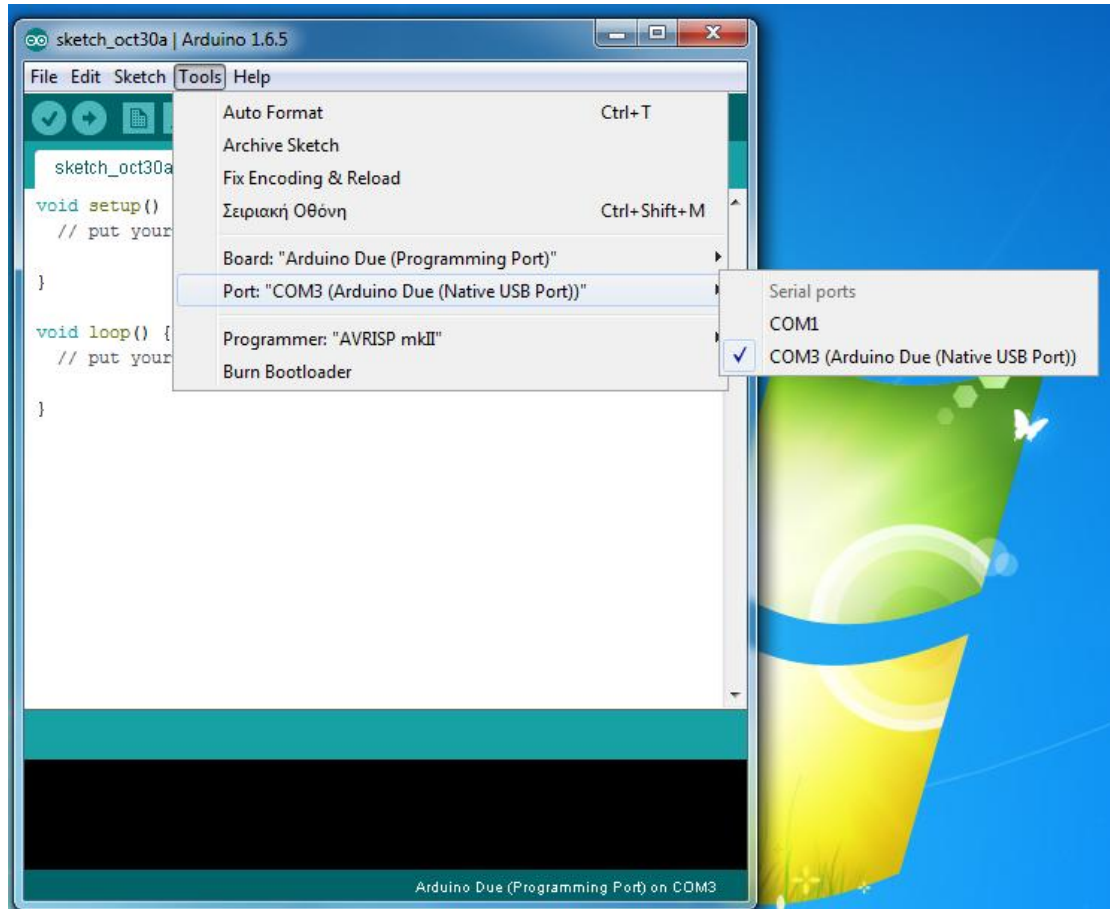 sketch_oct30a | Arduino 1.6.5
File Edit Sketch Tools Help
Auto Format Ctrl+T
Archive Sketch
sketch_oct30a
Fix Encoding & Reload
void setup()
Σειριακή Οθόνη Ctrl+Shift+M
// put your
Board: "Arduino Due (Programming Port)"
}
Port: "COM3 (Arduino Due (Native USB Port))"
Serial ports
COM1
void loop() {
Programmer: "AVRISP mkII"
// put your
COM3 (Arduino Due (Native USB Port))
Burn Bootloader
}
Arduino Due (Programming Port) on COM3